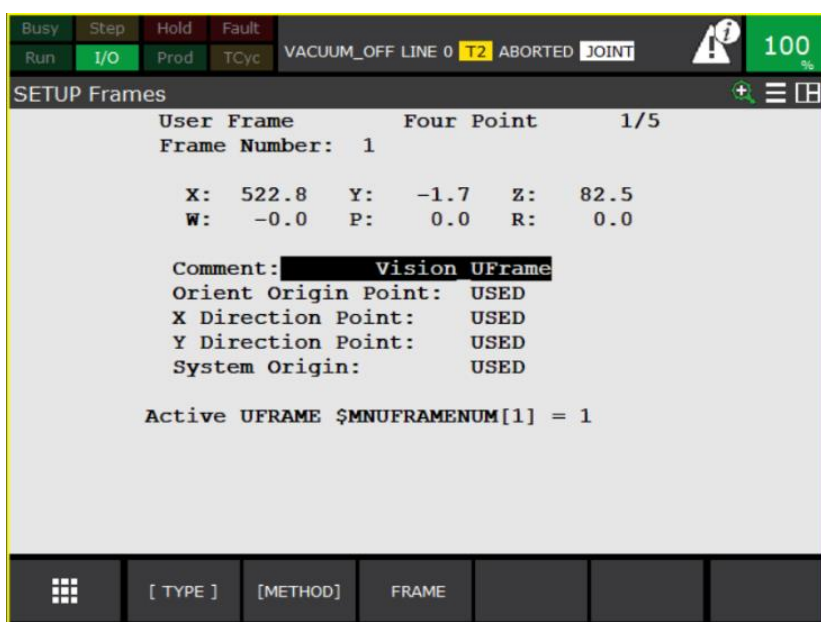 Busy Step Hold Fault
Run I/O Prod TCyc VACUUM_OFF LINE 0 T2 ABORTED JOINT 100 %
SETUP Frames
User Frame Four Point 1/5
Frame Number: 1
X: 522.8 Y: -1.7 Z: 82.5
W: -0.0 P: 0.0 R: 0.0
Comment: Vision UFrame
Orient Origin Point: USED
X Direction Point: USED
Y Direction Point: USED
System Origin: USED
Active UFRAME $MNUFRAMENUM[1] = 1
[ TYPE ] [METHOD] FRAME